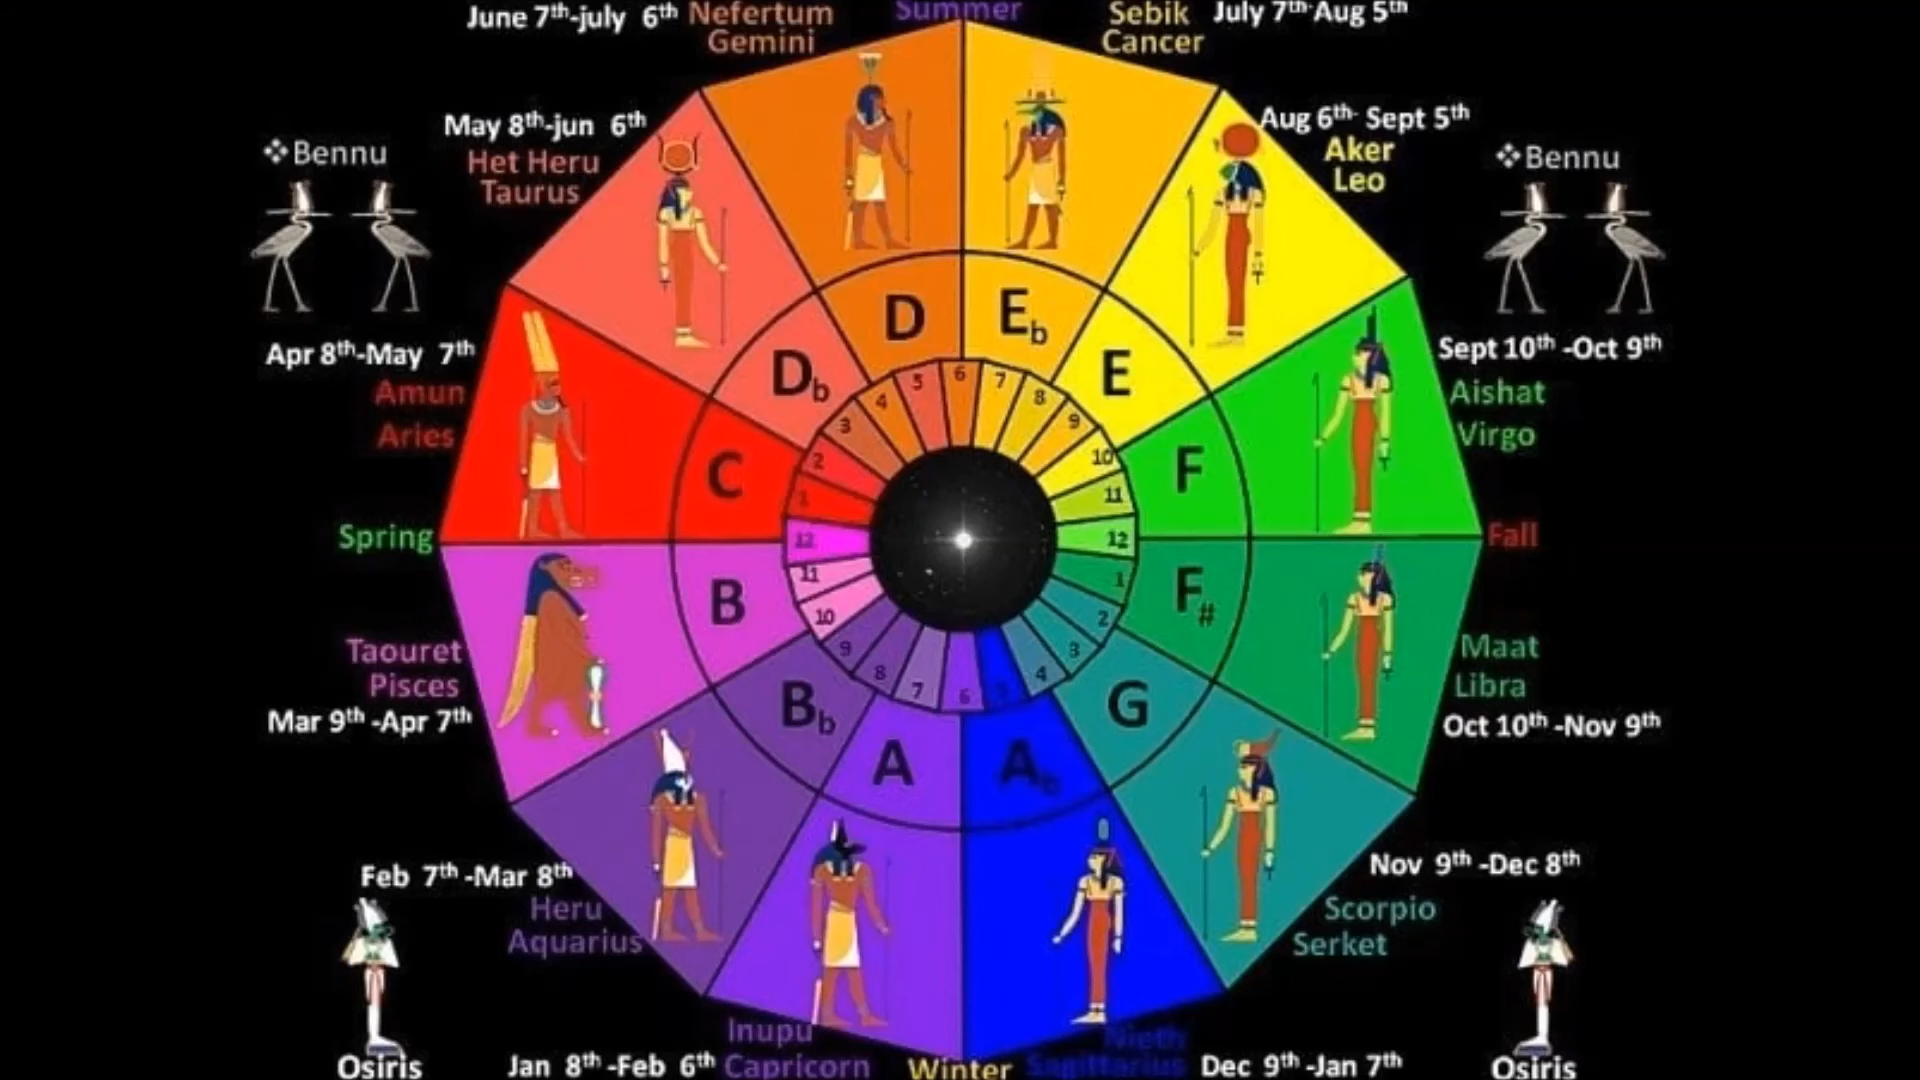 June 7th-july 6th
Nefertum
Gemini
Summer
Sebik
Cancer
July 7th-Aug 5th
May 8th-jun 6th
Het Heru
Taurus
Aug 6th- Sept 5th
Aker
Leo
❖Bennu
❖Bennu
Apr 8th-May 7th
Amun
Aries
Sept 10th -Oct 9th
Aishat
Virgo
D
Eb
Db
E
C
F
B
F#
Bb
G
A
Ab
1
2
3
4
5
6
7
8
9
10
11
12
1
2
3
4
5
6
7
8
9
10
11
12
Spring
Fall
Taouret
Pisces
Mar 9th -Apr 7th
Maat
Libra
Oct 10th -Nov 9th
Feb 7th -Mar 8th
Heru
Aquarius
Nov 9th -Dec 8th
Scorpio
Serket
Osiris
Jan 8th -Feb 6th
Inupu
Capricorn
Winter
Nieth
Sagittarius
Dec 9th -Jan 7th
Osiris